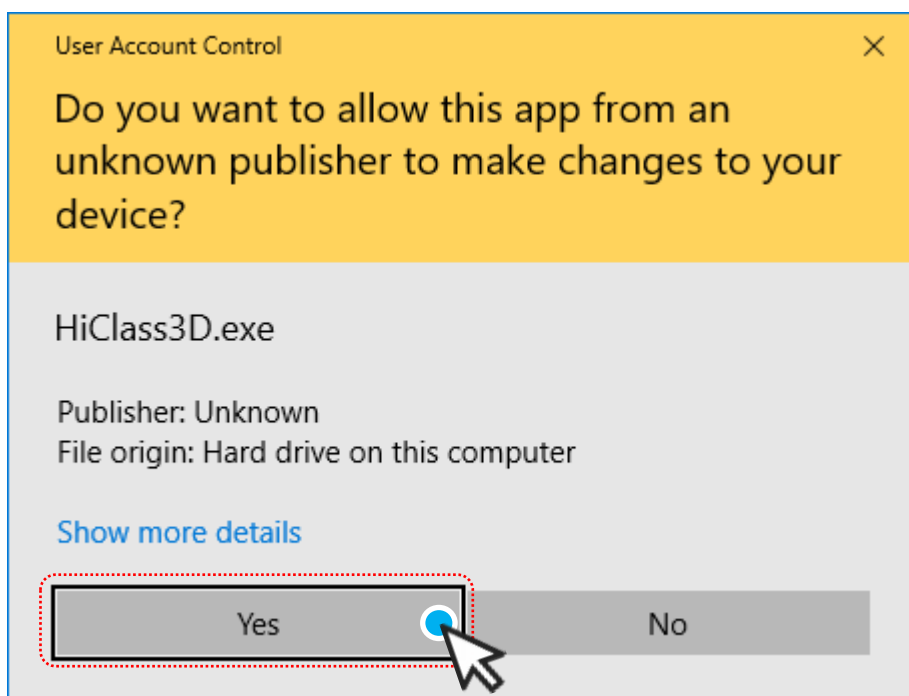 User Account Control
Do you want to allow this app from an
unknown publisher to make changes to your
device?
HiClass3D.exe
Publisher: Unknown
File origin: Hard drive on this computer
Show more details
Yes
No